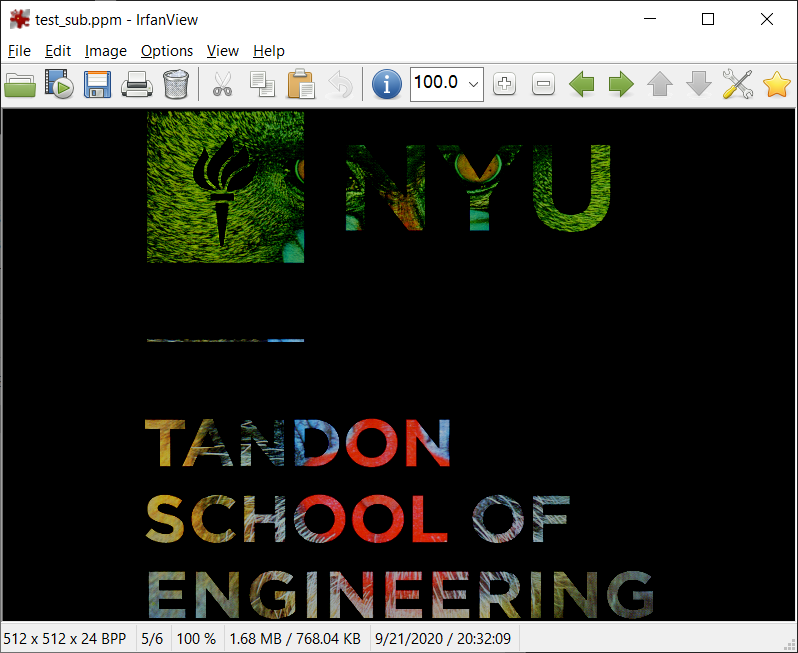 test_sub.ppm - IrfanView
File Edit Image Options View Help
100.0
NYU
TANDON
SCHOOL OF
ENGINEERING
512 x 512 x 24 BPP 5/6 100 % 1.68 MB / 768.04 KB 9/21/2020 / 20:32:09